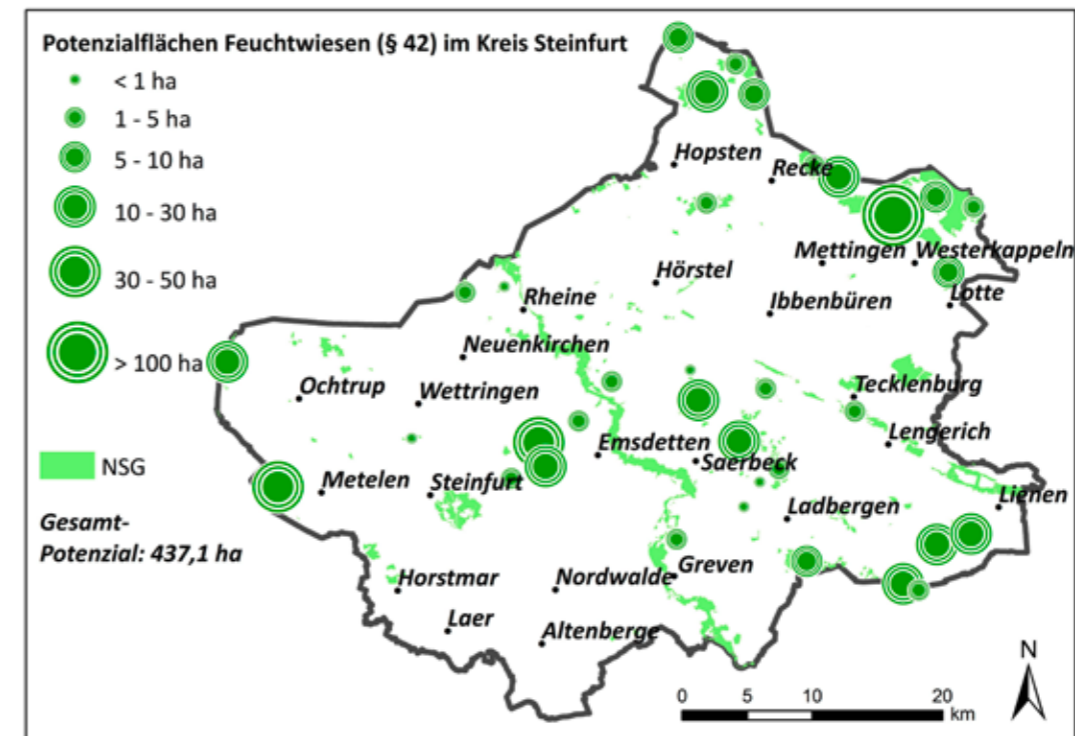 Potenzialflächen Feuchtwiesen (§ 42) im Kreis Steinfurt
< 1 ha
1 - 5 ha
5 - 10 ha
10 - 30 ha
30 - 50 ha
> 100 ha
NSG
Gesamt-
Potenzial: 437,1 ha
Hopsten
Recke
Mettingen
Westerkappeln
Hörstel
Rheine
Ibbenbüren
Lotte
Neuenkirchen
Ochtrup
Wettringen
Tecklenburg
Emsdetten
Lengerich
Saerbeck
Metelen
Steinfurt
Ladbergen
Lienen
Greven
Horstmar
Nordwalde
Laer
Altenberge
N
0 5 10 20
km